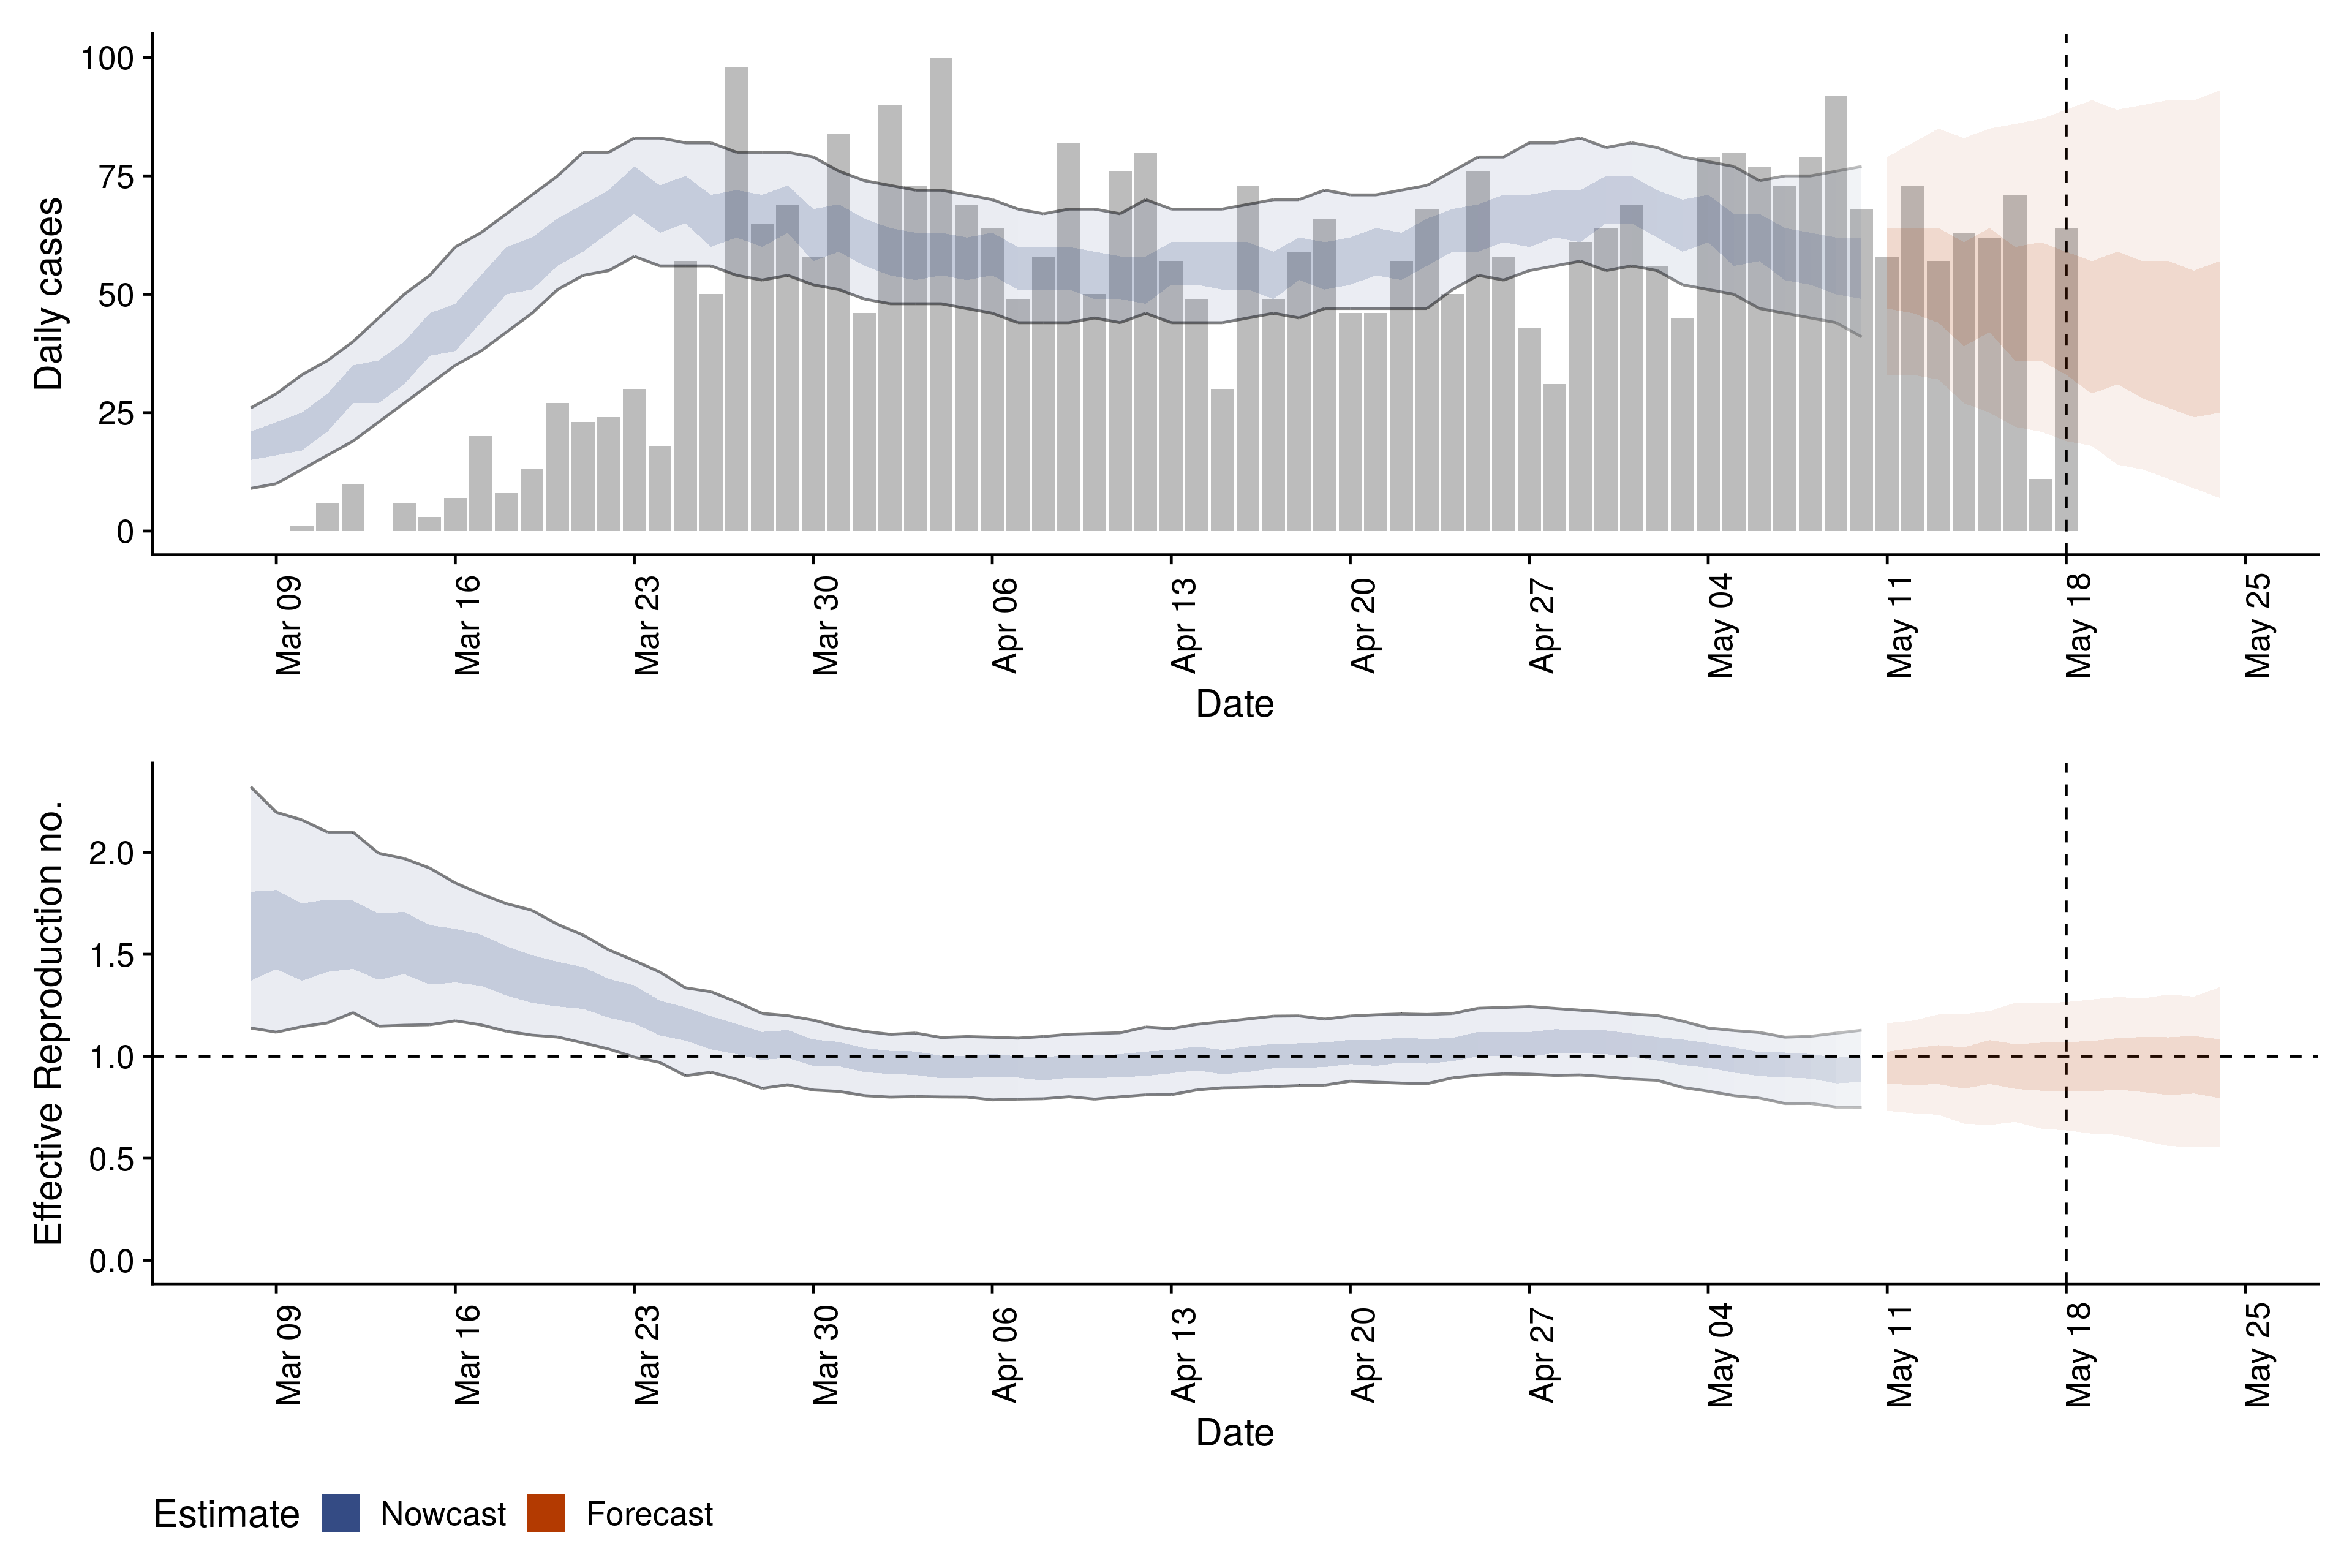 Daily cases
100
75
50
25
0
Mar 09
Mar 16
Mar 23
Mar 30
Apr 06
Apr 13
Apr 20
Apr 27
May 04
May 11
May 18
May 25
Date
Effective Reproduction no.
2.0
1.5
1.0
0.5
0.0
Mar 09
Mar 16
Mar 23
Mar 30
Apr 06
Apr 13
Apr 20
Apr 27
May 04
May 11
May 18
May 25
Date
Estimate Nowcast Forecast